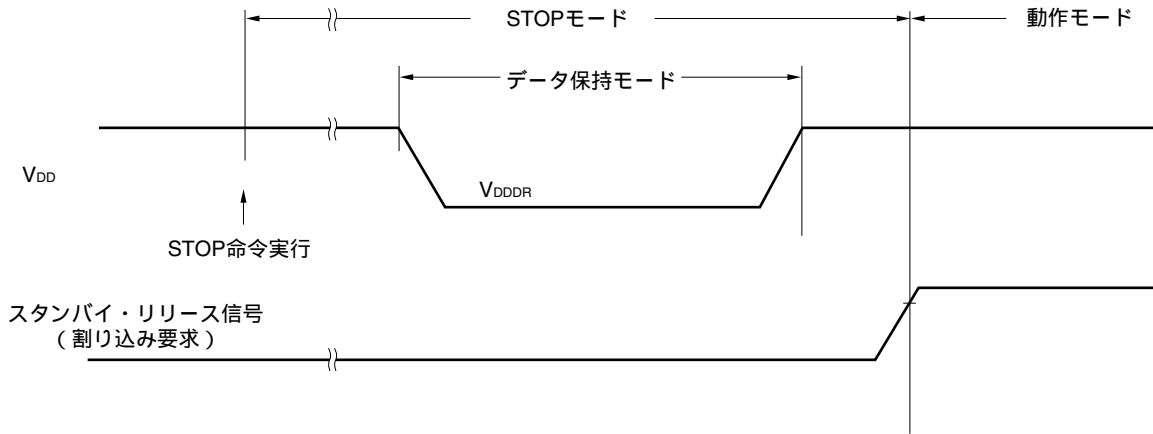 STOPモード
動作モード
データ保持モード
VDD
VDDDR
STOP命令実行
スタンバイ・リリース信号
(割り込み要求)